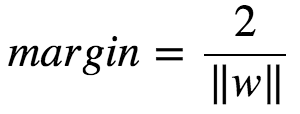 margin = 2 / ‖w‖